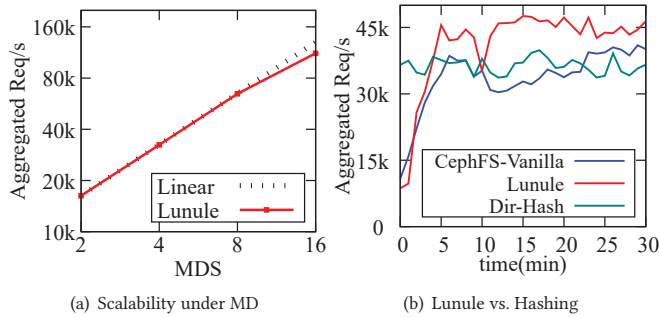 Aggregated Req/s
160k
80k
40k
20k
10k
Linear
Lunule
2
4
8
16
MDS
(a) Scalability under MD
Aggregated Req/s
45k
30k
15k
0
CephFS-Vanilla
Lunule
Dir-Hash
0 5 10 15 20 25 30
time(min)
(b) Lunule vs. Hashing